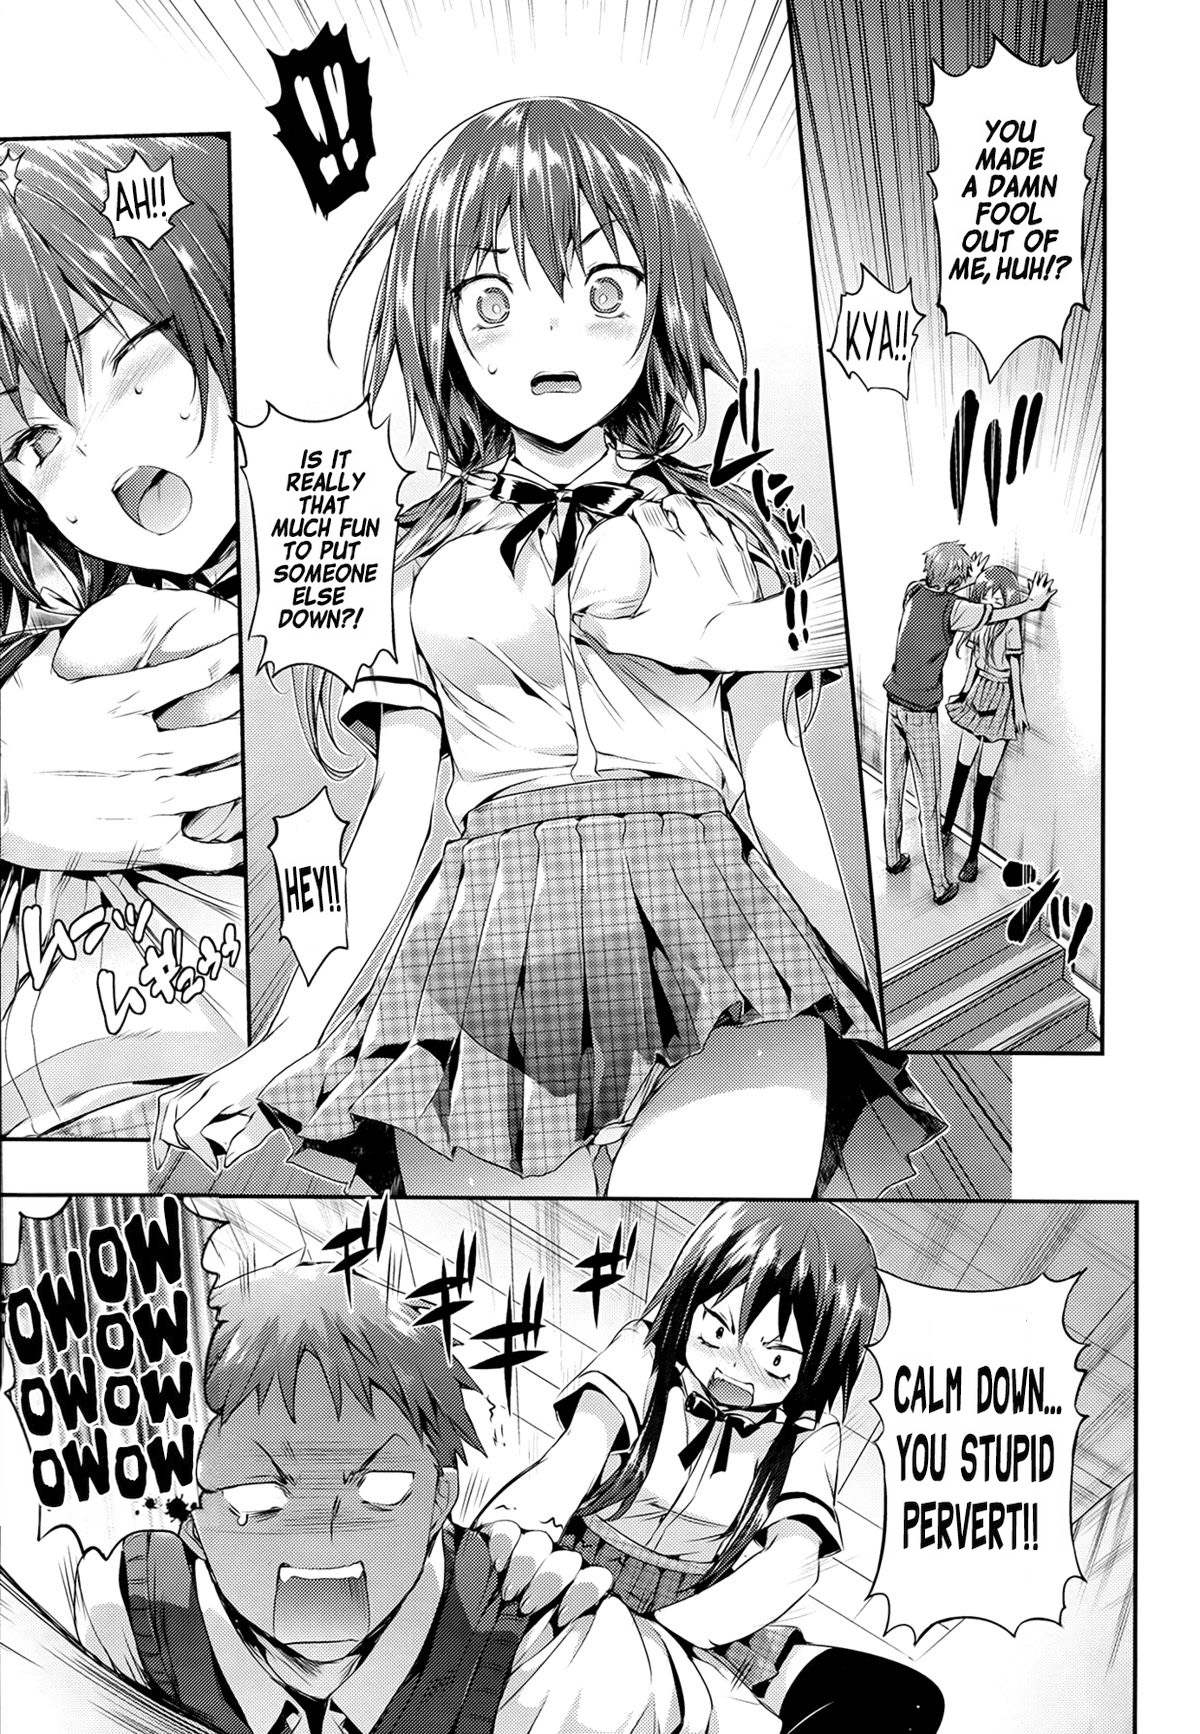 YOU
MADE
A DAMN
FOOL
OUT OF
ME, HUH!?
KYA!!
!!
IS IT
REALLY
THAT
MUCH FUN
TO PUT
SOMEONE
ELSE
DOWN?!
HEY!!
AH!!
CALM DOWN...
YOU STUPID
PERVERT!!
OWOW
OWOW
OWOW
OWOW